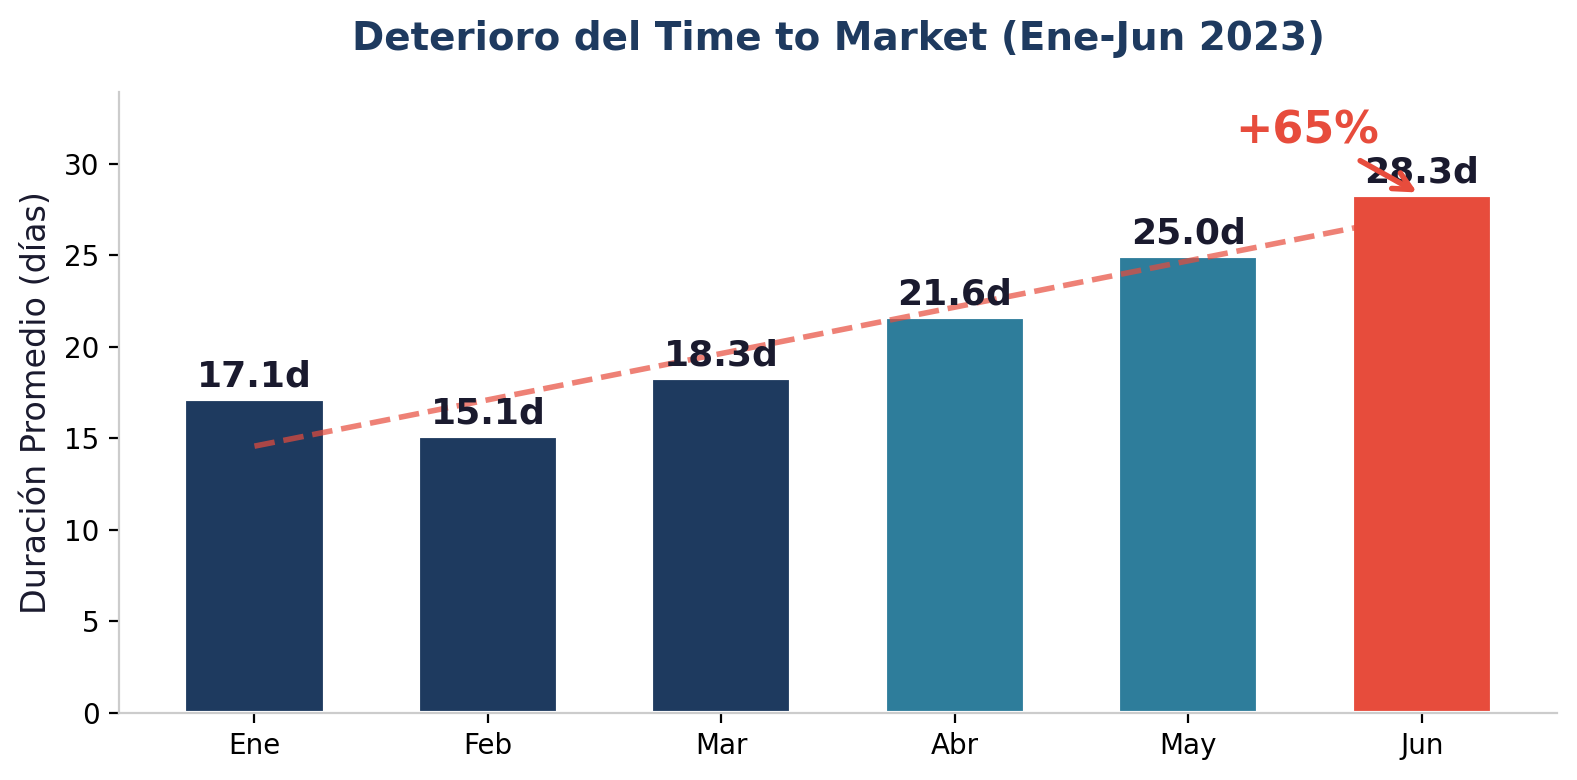 Deterioro del Time to Market (Ene-Jun 2023)
+65%
28.3d
25.0d
21.6d
18.3d
17.1d
15.1d
Duración Promedio (días)
30
25
20
15
10
5
0
Ene Feb Mar Abr May Jun